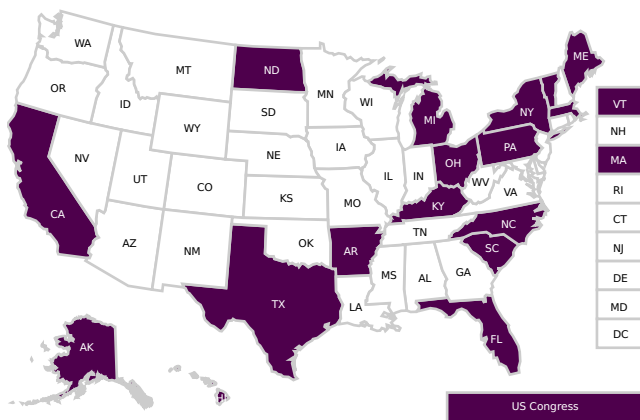 WA
ME
MT
ND
OR
MN
VT
ID
SD
WI
NY
MI
WY
NH
IA
PA
NE
MA
NV
OH
IL
IN
UT
WV
RI
CO
VA
KS
MO
KY
CA
CT
NC
TN
AZ
OK
NM
AR
SC
NJ
GA
MS
AL
DE
TX
LA
MD
FL
DC
AK
US Congress